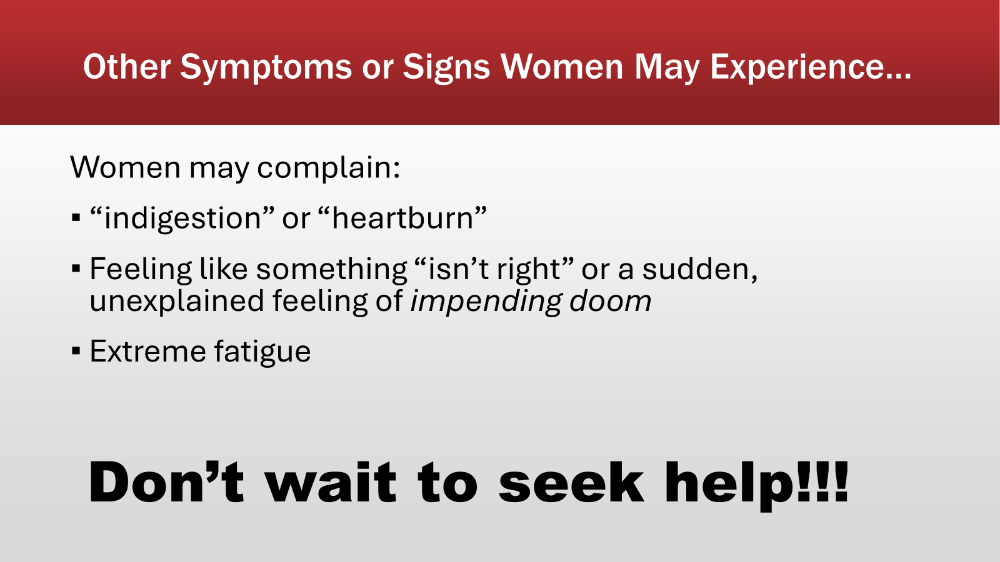 Other Symptoms or Signs Women May Experience...
Women may complain:
▪ “indigestion” or “heartburn”
▪ Feeling like something “isn’t right” or a sudden,
unexplained feeling of impending doom
▪ Extreme fatigue
Don’t wait to seek help!!!